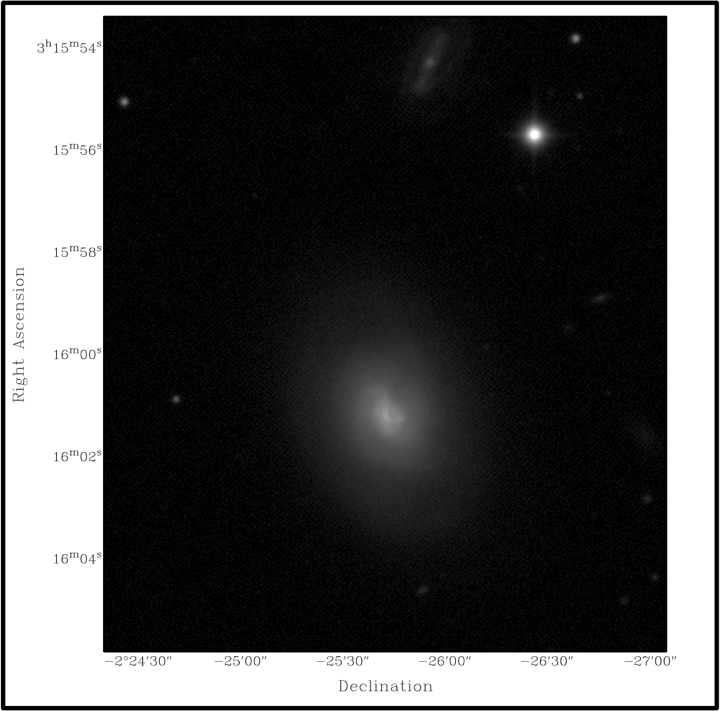 3ʰ15ᵐ54ˢ
15ᵐ56ˢ
15ᵐ58ˢ
16ᵐ00ˢ
16ᵐ02ˢ
16ᵐ04ˢ
Right Ascension
−2°24′30″ −25′00″ −25′30″ −26′00″ −26′30″ −27′00″
Declination